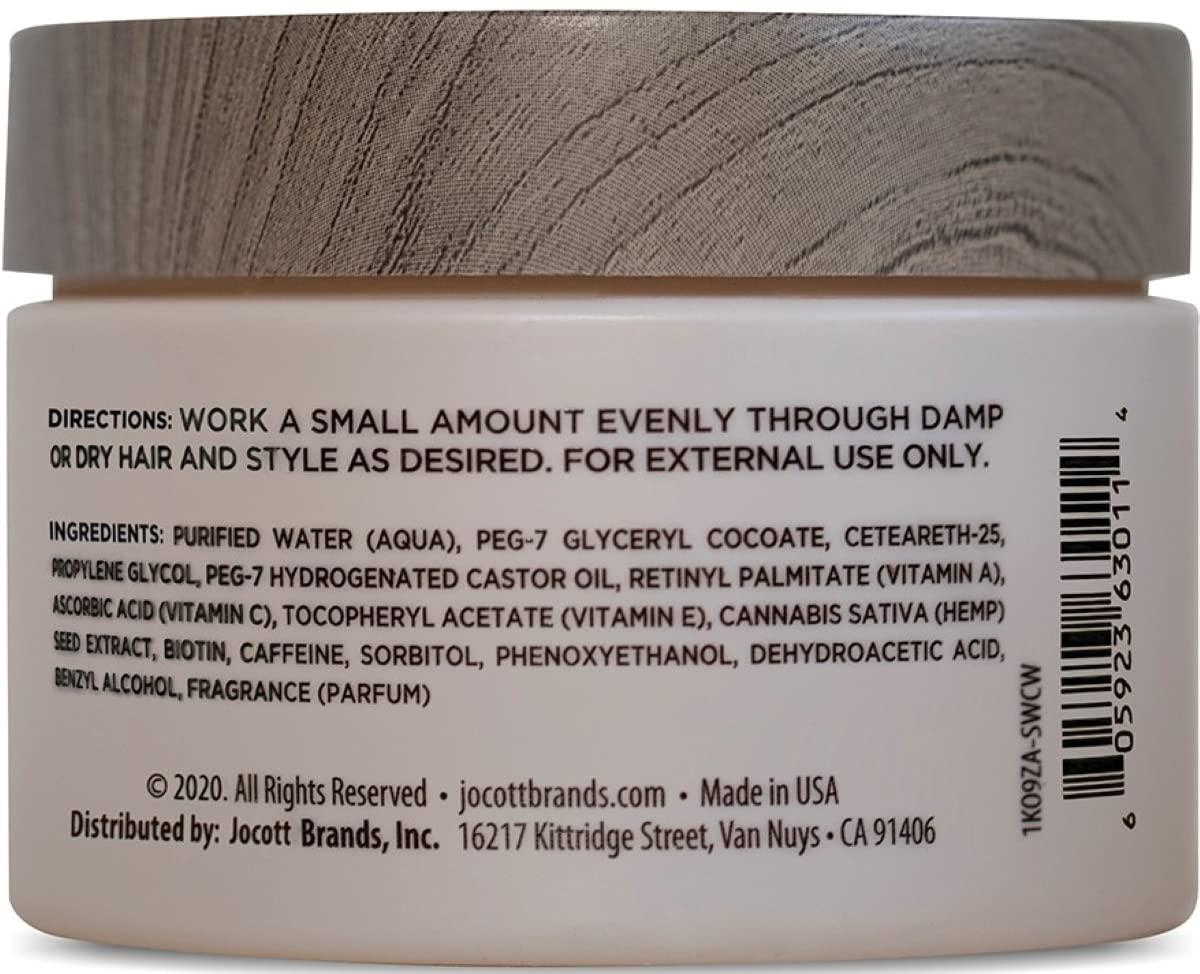 DIRECTIONS: WORK A SMALL AMOUNT EVENLY THROUGH DAMP
OR DRY HAIR AND STYLE AS DESIRED. FOR EXTERNAL USE ONLY.
INGREDIENTS: PURIFIED WATER (AQUA), PEG-7 GLYCERYL COCOATE, CETEARETH-25,
PROPYLENE GLYCOL, PEG-7 HYDROGENATED CASTOR OIL, RETINYL PALMITATE (VITAMIN A),
ASCORBIC ACID (VITAMIN C), TOCOPHERYL ACETATE (VITAMIN E), CANNABIS SATIVA (HEMP)
SEED EXTRACT, BIOTIN, CAFFEINE, SORBITOL, PHENOXYETHANOL, DEHYDROACETIC ACID,
BENZYL ALCOHOL, FRAGRANCE (PARFUM)
© 2020. All Rights Reserved • jocottbrands.com • Made in USA
Distributed by: Jocott Brands, Inc. 16217 Kittridge Street, Van Nuys • CA 91406
1K09ZA-SWCW
6 05923 63011 4